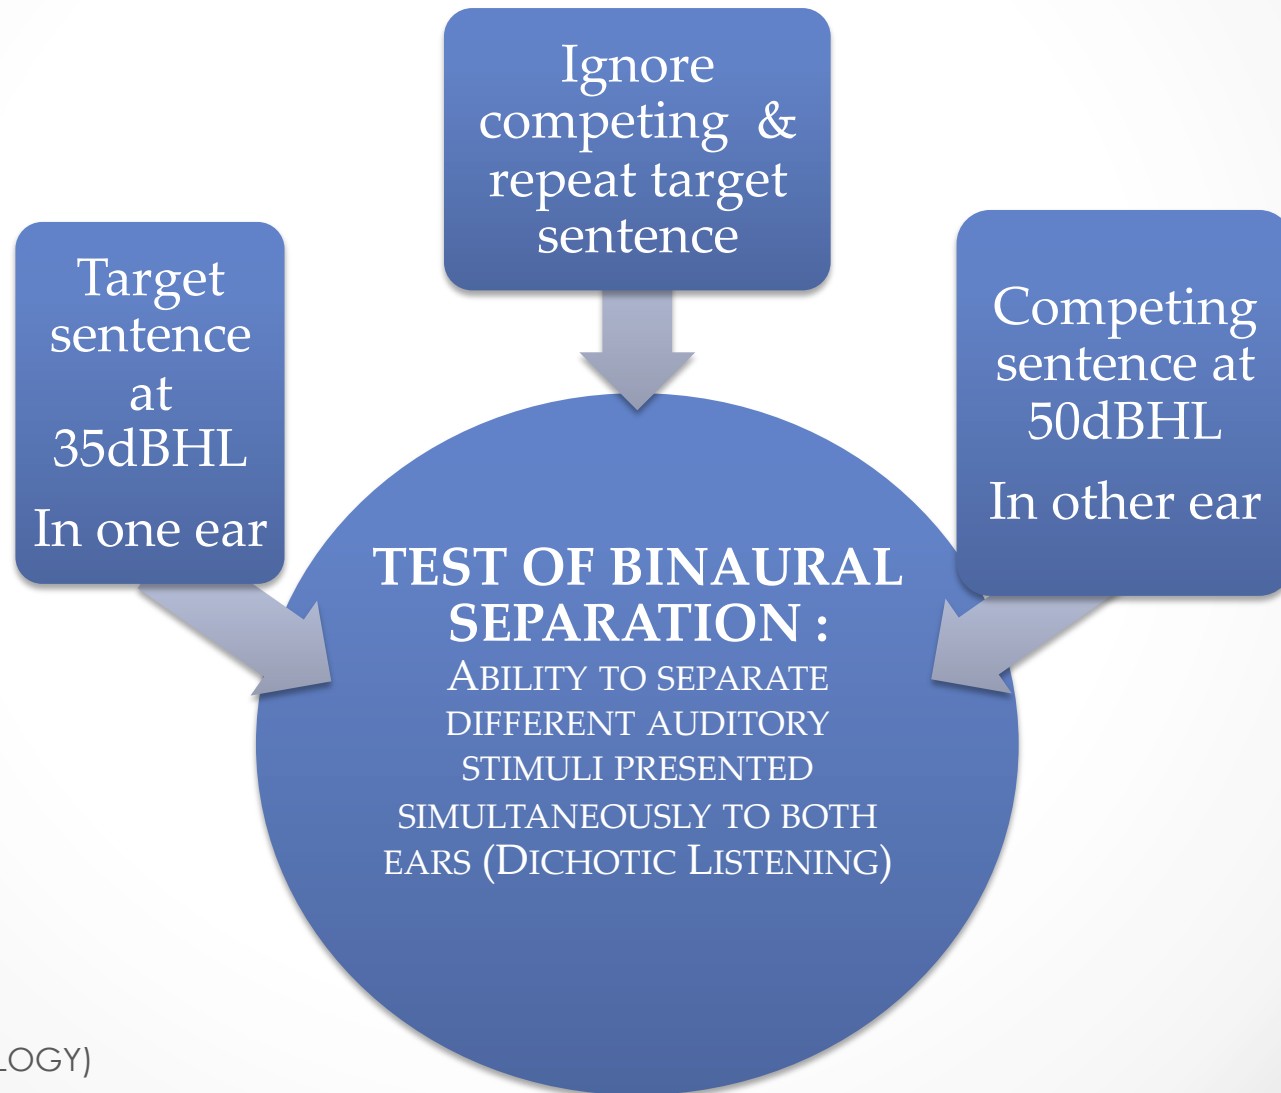 Ignore
competing &
repeat target
sentence
Target
sentence
at
35dBHL
In one ear
Competing
sentence at
50dBHL
In other ear
TEST OF BINAURAL
SEPARATION :
ABILITY TO SEPARATE
DIFFERENT AUDITORY
STIMULI PRESENTED
SIMULTANEOUSLY TO BOTH
EARS (DICHOTIC LISTENING)
LOGY)